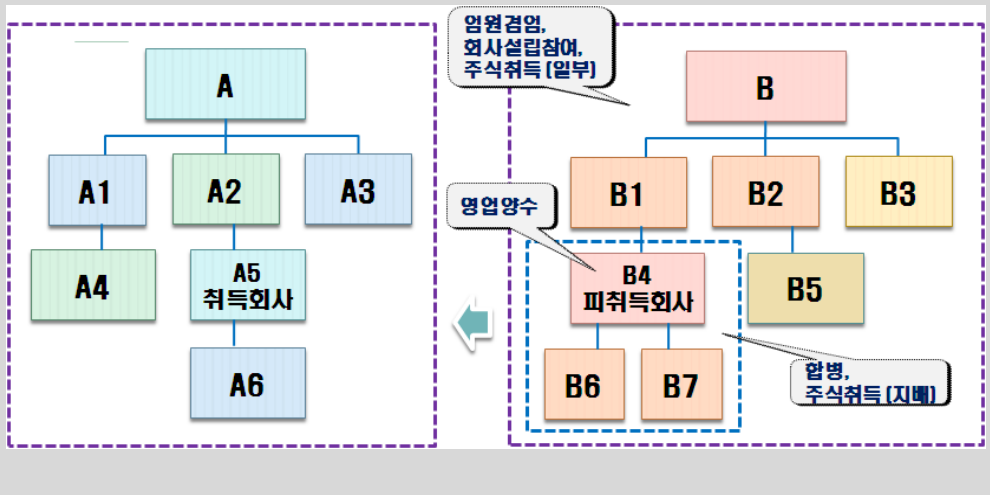 A
A1
A2
A3
A4
A5
취득회사
A6
임원겸임,
회사설립참여,
주식취득 (일부)
B
B1
B2
B3
영업양수
B4
피취득회사
B5
B6
B7
합병,
주식취득 (지배)